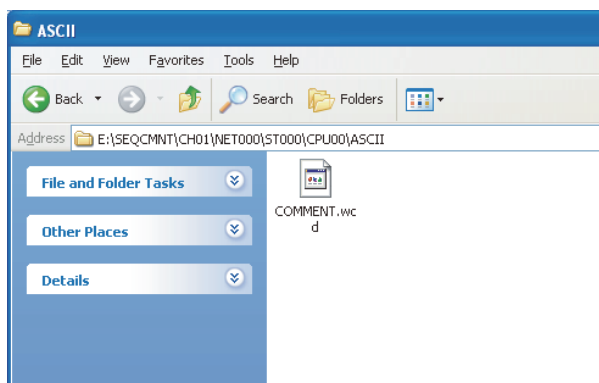 ASCII
File Edit View Favorites Tools Help
Back Search Folders
Address E:\SEQCMNT\CH01\NET000\ST000\CPU00\ASCII
File and Folder Tasks
Other Places
Details
COMMENT.wc
d